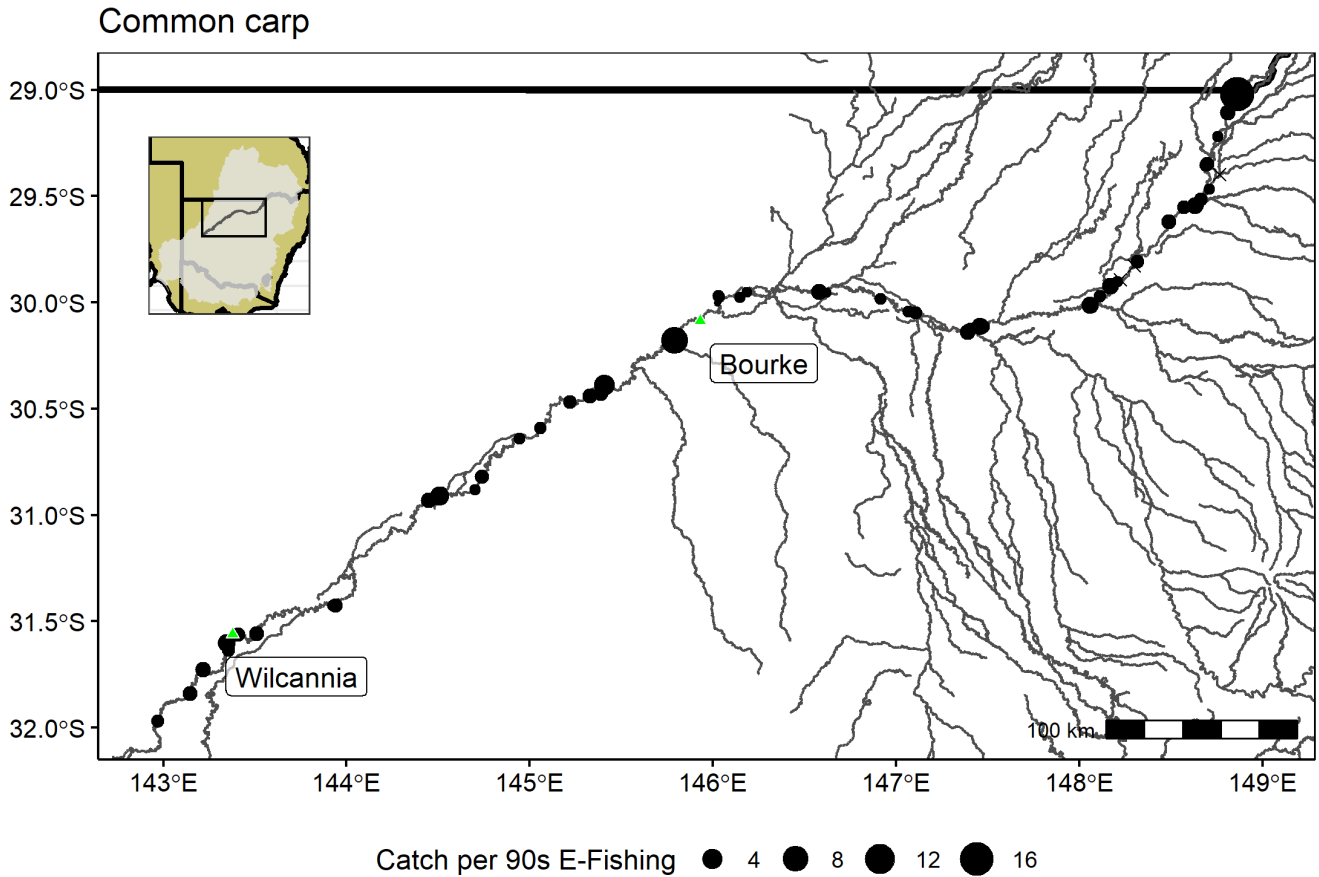 Common carp
29.0°S
29.5°S
30.0°S
30.5°S
31.0°S
31.5°S
32.0°S
Bourke
Wilcannia
100 km
143°E 144°E 145°E 146°E 147°E 148°E 149°E
Catch per 90s E-Fishing 4 8 12 16